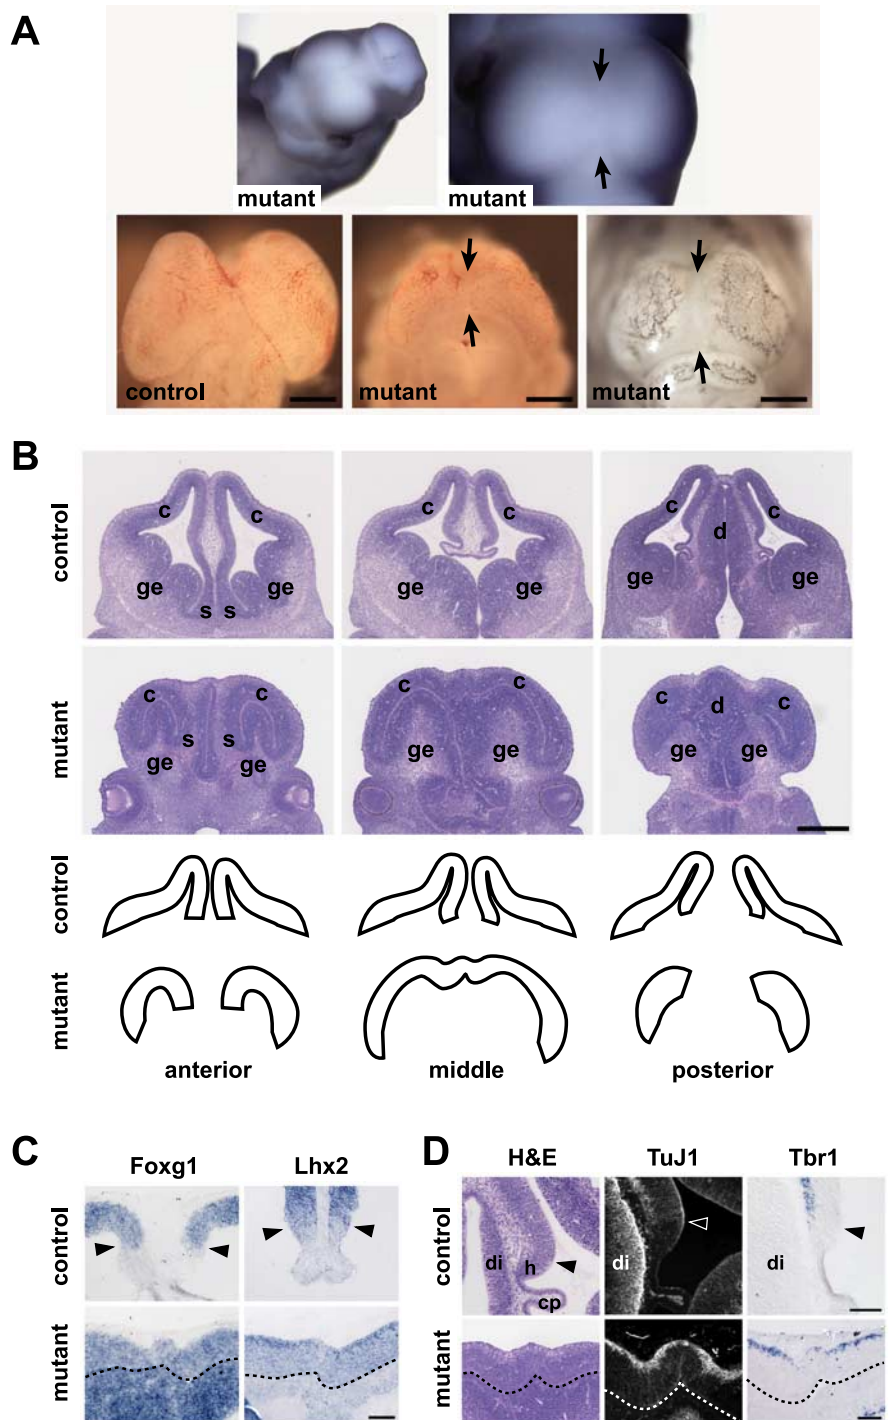 A
mutant
mutant
control
mutant
mutant
B
control
c
c
ge
ge
s
s
c
c
ge
ge
c
c
d
ge
ge
mutant
c
c
s
s
ge
ge
c
c
ge
ge
c
d
c
ge
ge
control
mutant
anterior
middle
posterior
C
Foxg1
Lhx2
control
mutant
D
H&E
TuJ1
Tbr1
control
di
h
cp
di
di
mutant